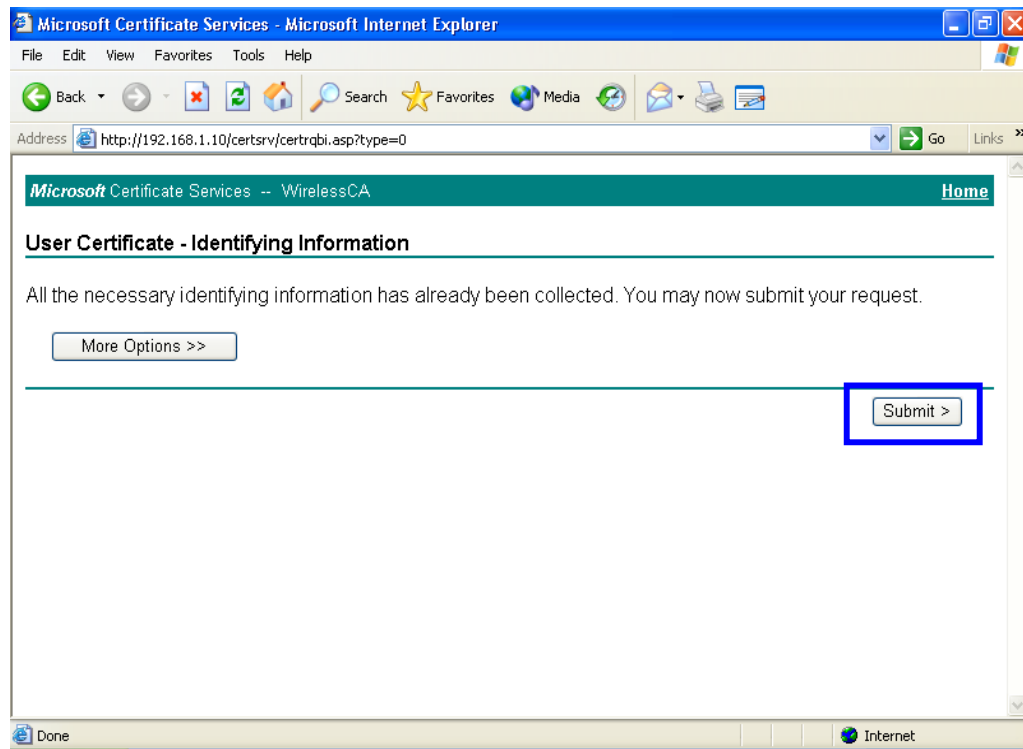 Microsoft Certificate Services - Microsoft Internet Explorer
File Edit View Favorites Tools Help
Back Search Favorites Media
Address http://192.168.1.10/certsrv/certrqbi.asp?type=0 Go Links »
Microsoft Certificate Services -- WirelessCA Home
User Certificate - Identifying Information
All the necessary identifying information has already been collected. You may now submit your request.
More Options >>
Submit >
Done Internet